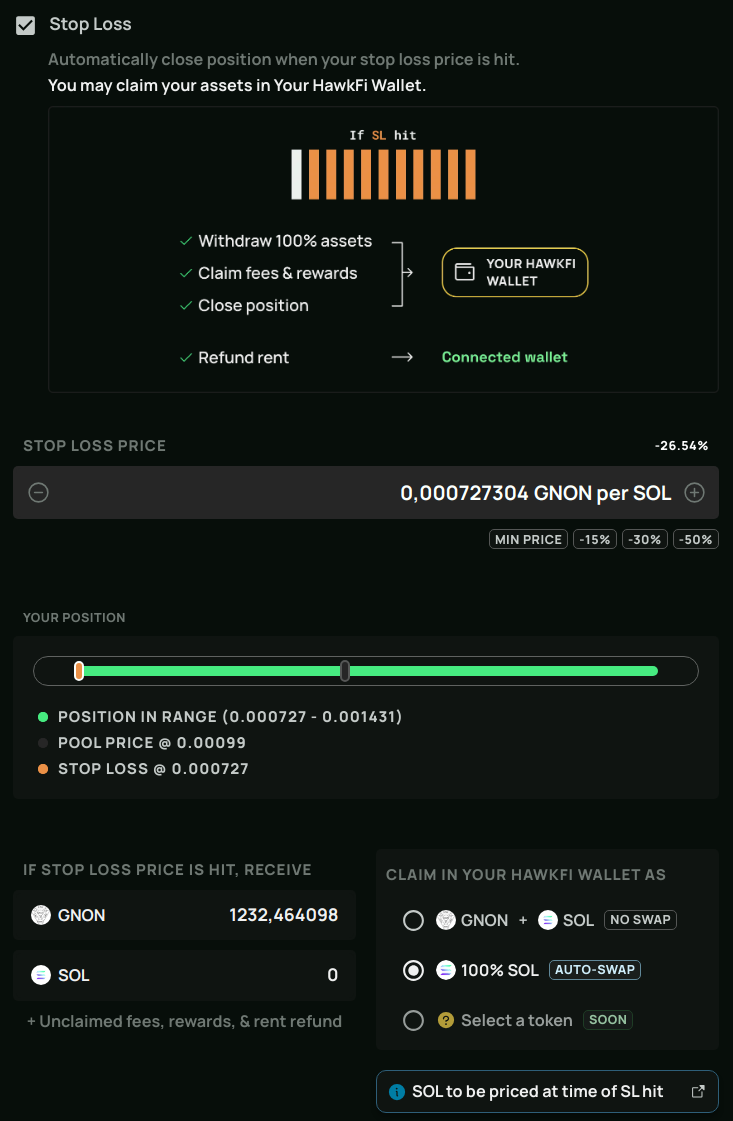 Stop Loss
Automatically close position when your stop loss price is hit.
You may claim your assets in Your HawkFi Wallet.
If SL hit
Withdraw 100% assets
Claim fees & rewards
Close position
YOUR HAWKFI
WALLET
Refund rent
Connected wallet
STOP LOSS PRICE
-26.54%
0,000727304 GNON per SOL
MIN PRICE
-15%
-30%
-50%
YOUR POSITION
POSITION IN RANGE (0.000727 - 0.001431)
POOL PRICE @ 0.00099
STOP LOSS @ 0.000727
IF STOP LOSS PRICE IS HIT, RECEIVE
GNON 1232,464098
SOL 0
+ Unclaimed fees, rewards, & rent refund
CLAIM IN YOUR HAWKFI WALLET AS
GNON + SOL NO SWAP
100% SOL AUTO-SWAP
? Select a token SOON
i SOL to be priced at time of SL hit